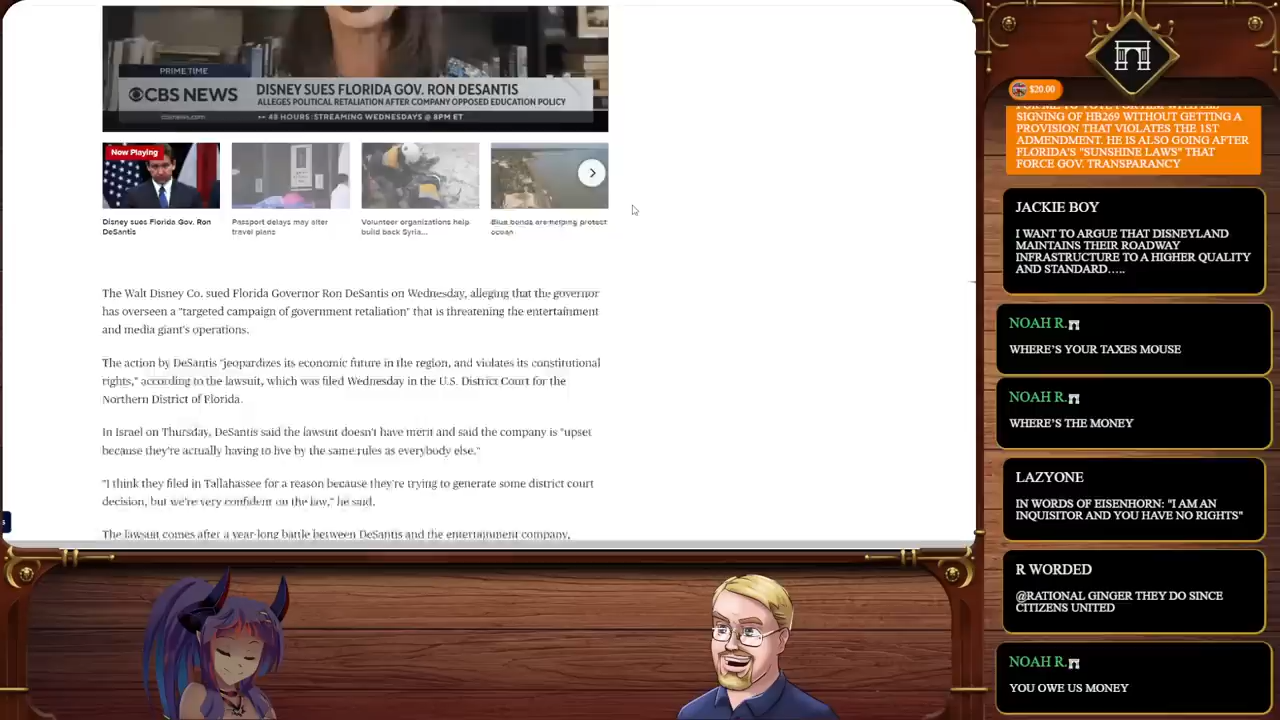 PRIME TIME
CBS NEWS
cbsnews.com
DISNEY SUES FLORIDA GOV. RON DESANTIS
ALLEGES POLITICAL RETALIATION AFTER COMPANY OPPOSED EDUCATION POLICY
48 HOURS: STREAMING WEDNESDAYS @ 8PM ET
Now Playing
Disney sues Florida Gov. Ron
DeSantis
Passport delays may alter
travel plans
Volunteer organizations help
build back Syria...
Blue bonds are helping protect
ocean
The Walt Disney Co. sued Florida Governor Ron DeSantis on Wednesday, alleging that the governor
has overseen a "targeted campaign of government retaliation" that is threatening the entertainment
and media giant's operations.
The action by DeSantis "jeopardizes its economic future in the region, and violates its constitutional
rights," according to the lawsuit, which was filed Wednesday in the U.S. District Court for the
Northern District of Florida.
In Israel on Thursday, DeSantis said the lawsuit doesn't have merit and said the company is "upset
because they're actually having to live by the same rules as everybody else."
"I think they filed in Tallahassee for a reason because they're trying to generate some district court
decision, but we're very confident on the law," he said.
The lawsuit comes after a year-long battle between DeSantis and the entertainment company,
$20.00
SIGNING OF HB269 WITHOUT GETTING A
PROVISION THAT VIOLATES THE 1ST
ADMENDMENT. HE IS ALSO GOING AFTER
FLORIDA'S "SUNSHINE LAWS" THAT
FORCE GOV. TRANSPARANCY
JACKIE BOY
I WANT TO ARGUE THAT DISNEYLAND
MAINTAINS THEIR ROADWAY
INFRASTRUCTURE TO A HIGHER QUALITY
AND STANDARD.....
NOAH R.
WHERE'S YOUR TAXES MOUSE
NOAH R.
WHERE'S THE MONEY
LAZYONE
IN WORDS OF EISENHORN: "I AM AN
INQUISITOR AND YOU HAVE NO RIGHTS"
R WORDED
@RATIONAL GINGER THEY DO SINCE
CITIZENS UNITED
NOAH R.
YOU OWE US MONEY